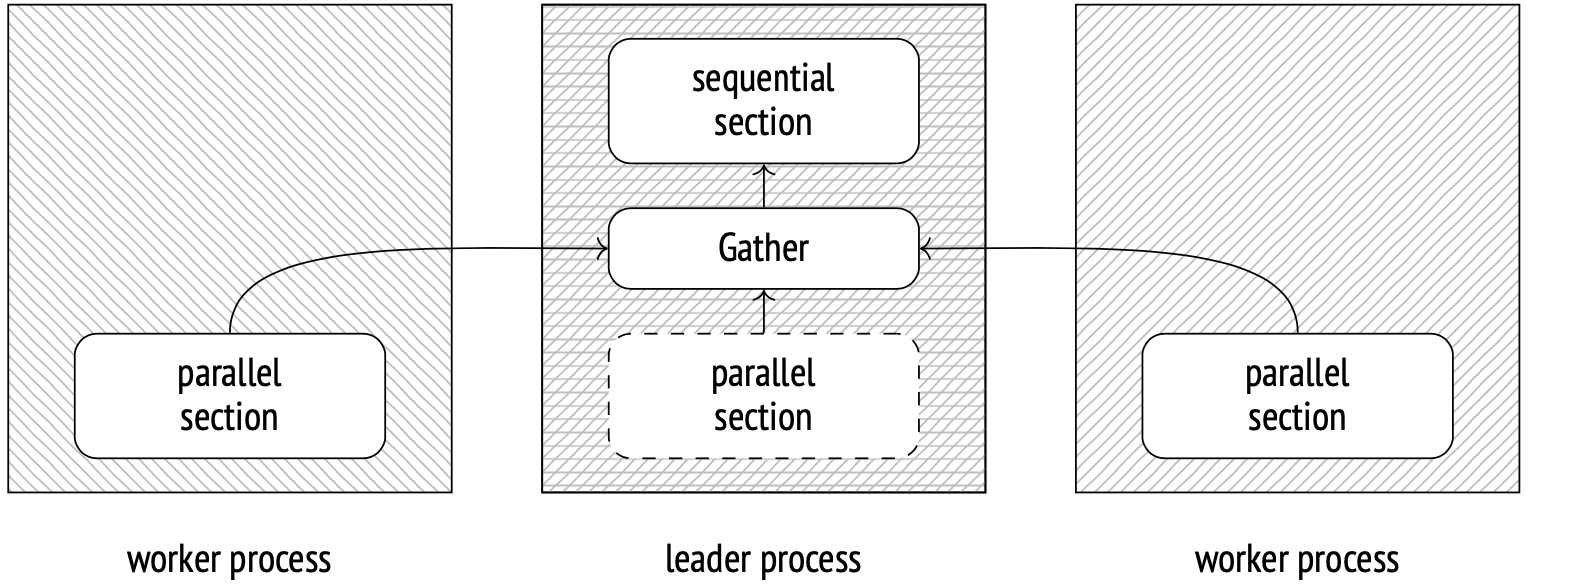 sequential
section
Gather
parallel
section
parallel
section
parallel
section
worker process
leader process
worker process